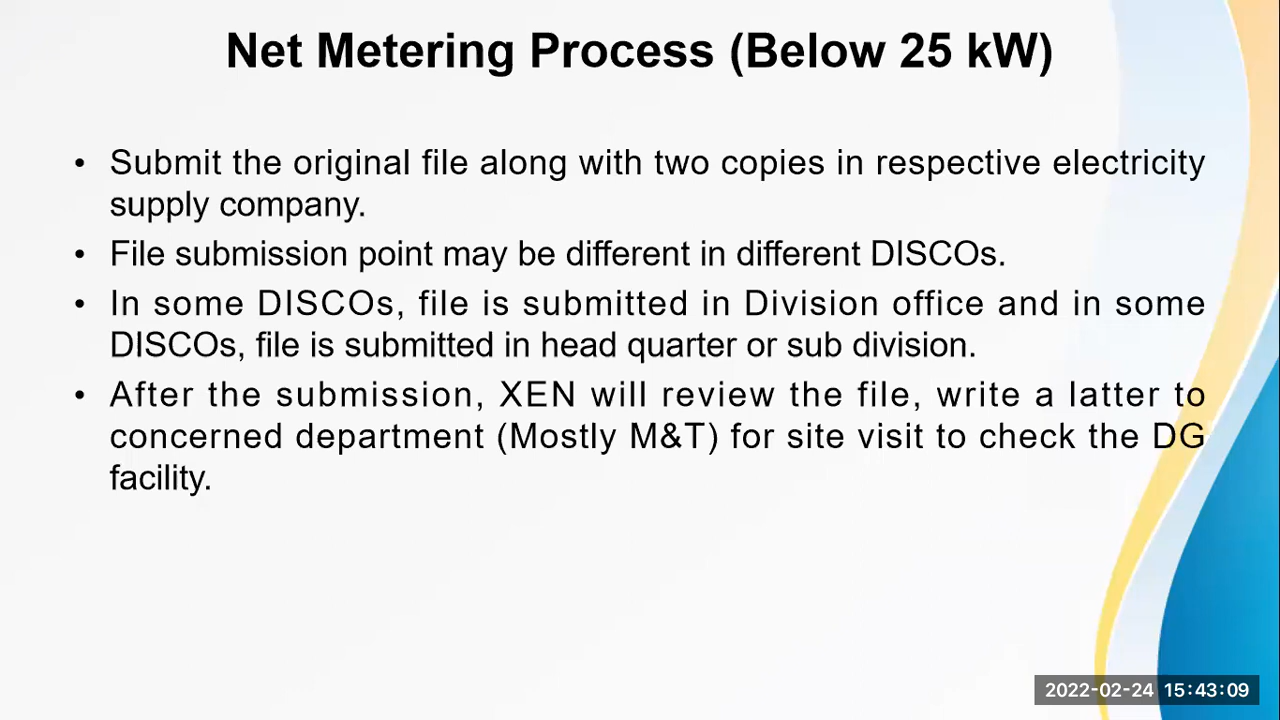 Net Metering Process (Below 25 kW)
• Submit the original file along with two copies in respective electricity
supply company.
• File submission point may be different in different DISCOs.
• In some DISCOs, file is submitted in Division office and in some
DISCOs, file is submitted in head quarter or sub division.
• After the submission, XEN will review the file, write a latter to
concerned department (Mostly M&T) for site visit to check the DG
facility.
2022-02-24 15:43:09